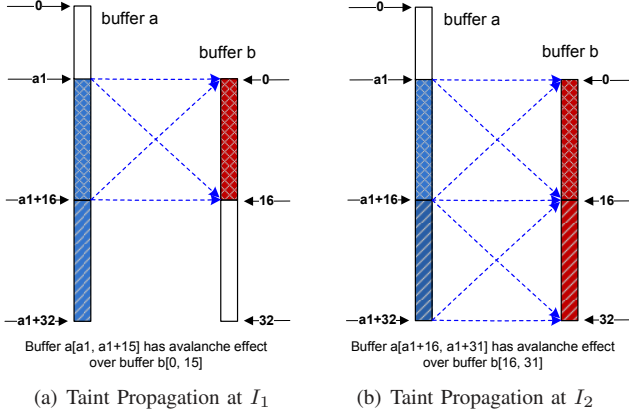 0
buffer a
buffer b
a1
0
a1+16
16
a1+32
32
Buffer a[a1, a1+15] has avalanche effect
over buffer b[0, 15]
(a) Taint Propagation at I1
0
buffer a
buffer b
a1
0
a1+16
16
a1+32
32
Buffer a[a1+16, a1+31] has avalanche effect
over buffer b[16, 31]
(b) Taint Propagation at I2